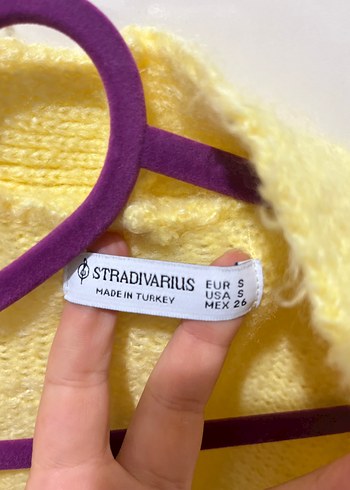 STRADIVARIUS
MADE IN TURKEY
EUR S
USA S
MEX 26